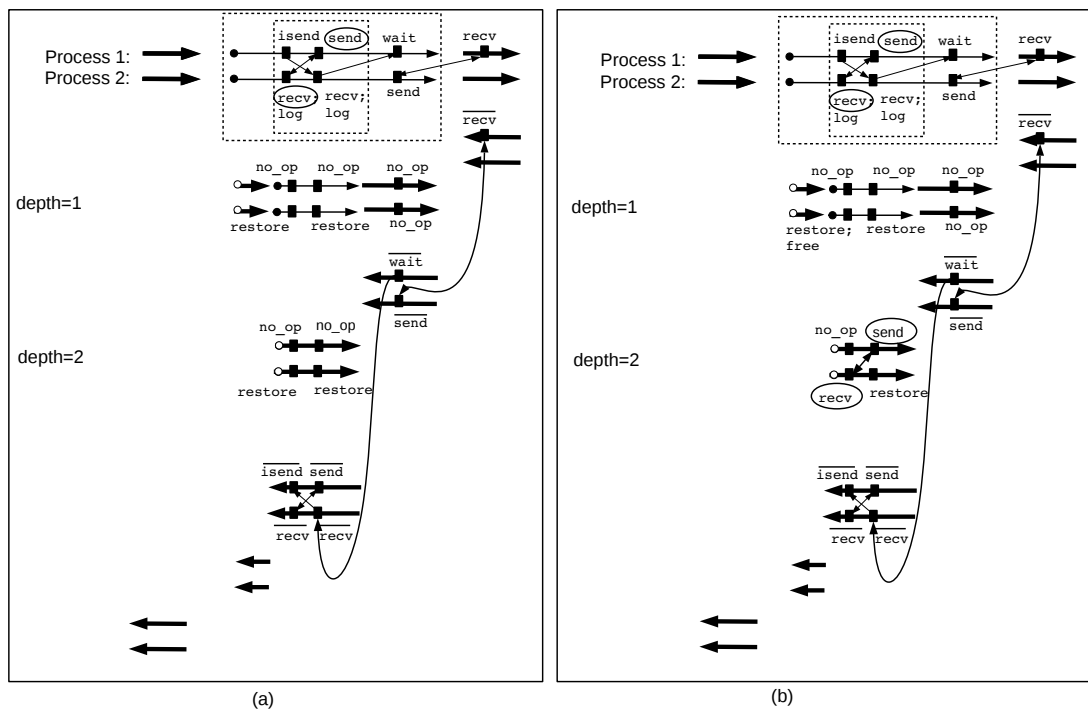 isend send wait recv
Process 1:
Process 2:
recv; recv; send
log log
recv
no_op no_op no_op
depth=1
restore restore no_op
wait
send
no_op no_op
depth=2
restore restore
isend send
recv recv
(a)
isend send wait recv
Process 1:
Process 2:
recv; recv; send
log log
recv
no_op no_op no_op
depth=1
restore; restore no_op
free
wait
send
no_op send
depth=2
recv restore
isend send
recv recv
(b)